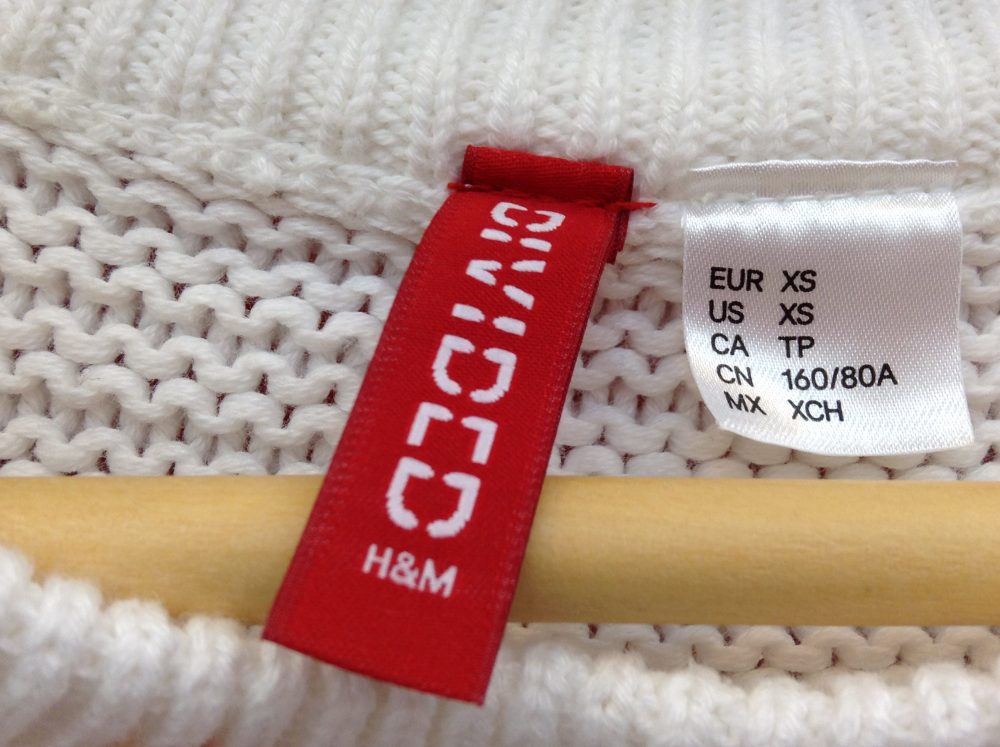 DIVIDED
H&M
EUR XS
US XS
CA TP
CN 160/80A
MX XCH